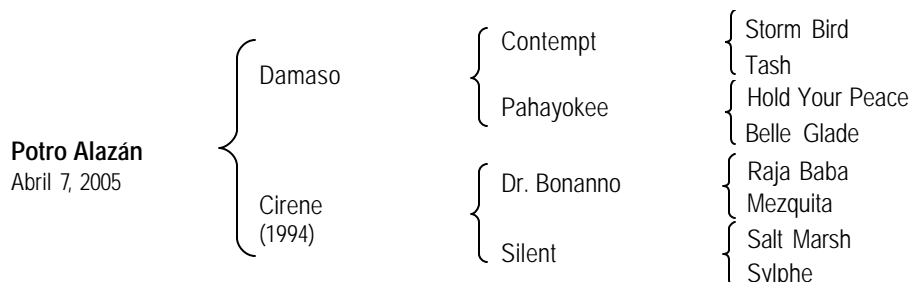 Potro Alazán
Abril 7, 2005
Damaso
Cirene
(1994)
Contempt
Pahayokee
Dr. Bonanno
Silent
Storm Bird
Tash
Hold Your Peace
Belle Glade
Raja Baba
Mezquita
Salt Marsh
Sylphe